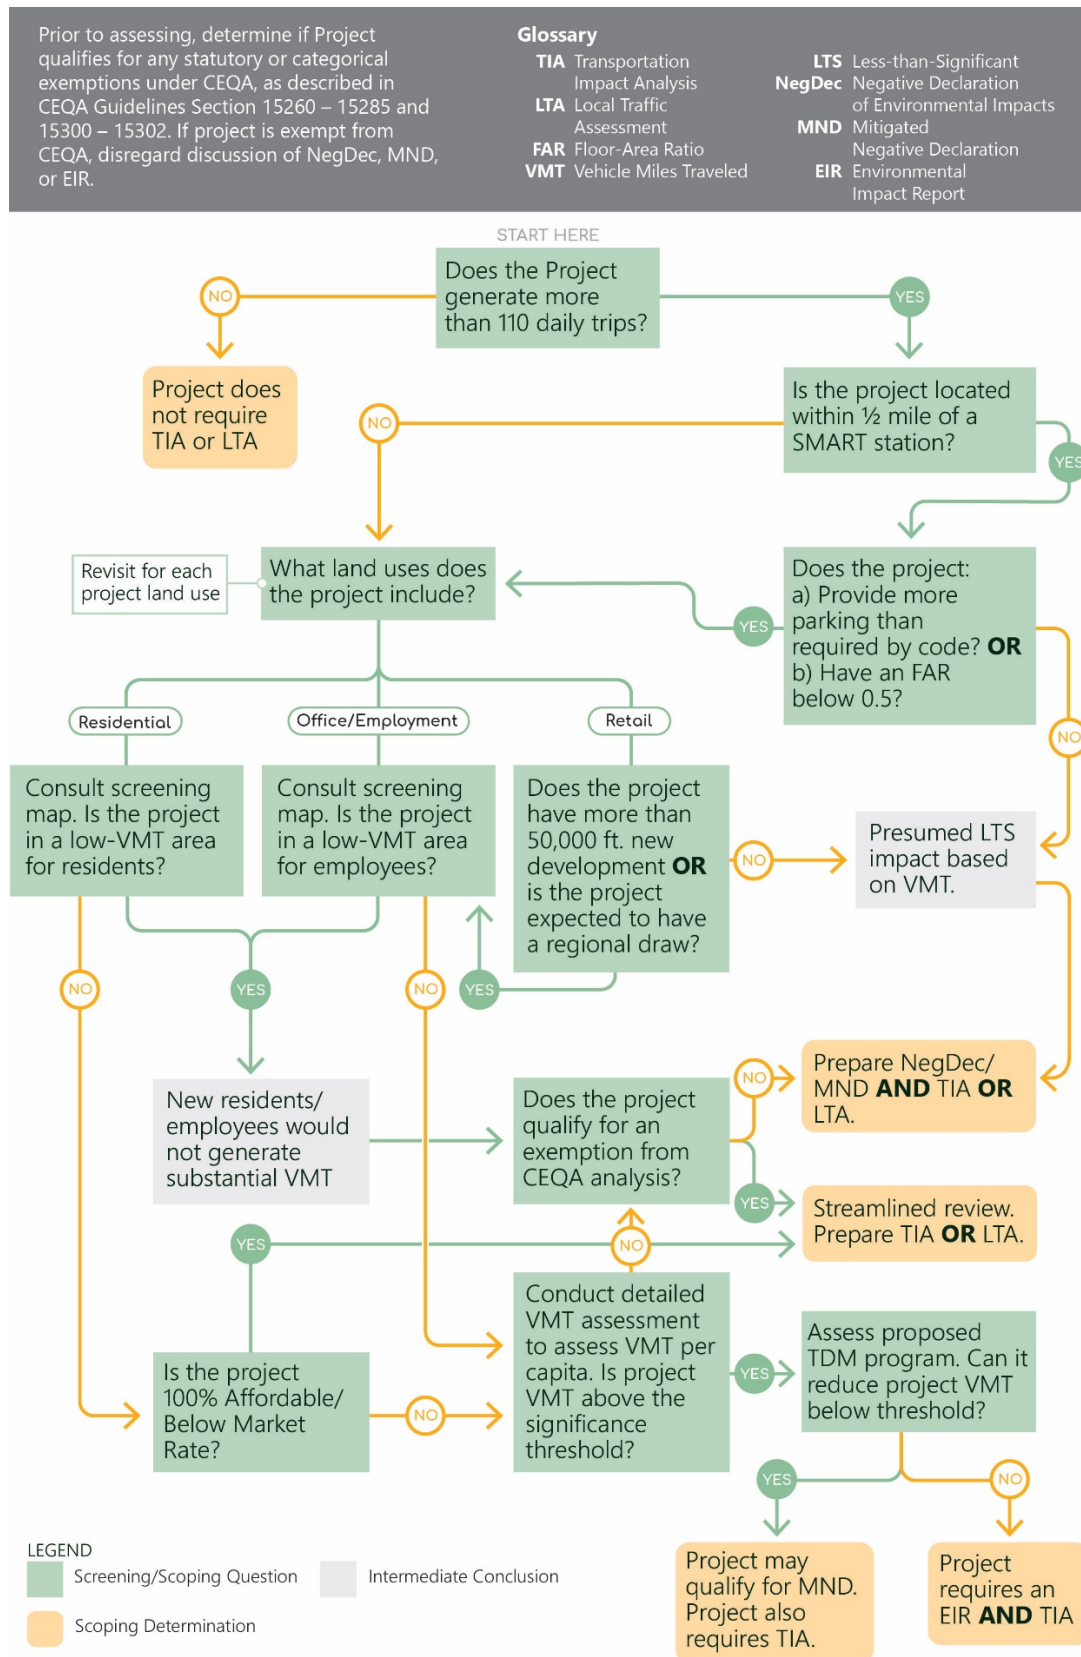 Prior to assessing, determine if Project
qualifies for any statutory or categorical
exemptions under CEQA, as described in
CEQA Guidelines Section 15260 – 15285 and
15300 – 15302. If project is exempt from
CEQA, disregard discussion of NegDec, MND,
or EIR.
Glossary
TIA Transportation
Impact Analysis
LTA Local Traffic
Assessment
FAR Floor-Area Ratio
VMT Vehicle Miles Traveled
LTS Less-than-Significant
NegDec Negative Declaration
of Environmental Impacts
MND Mitigated
Negative Declaration
EIR Environmental
Impact Report
START HERE
Does the Project
generate more
than 110 daily trips?
NO
YES
Project does
not require
TIA or LTA
Is the project located
within ½ mile of a
SMART station?
NO
YES
Revisit for each
project land use
What land uses does
the project include?
Does the project:
a) Provide more
parking than
required by code? OR
b) Have an FAR
below 0.5?
YES
NO
Residential
Office/Employment
Retail
Consult screening
map. Is the project
in a low-VMT area
for residents?
Consult screening
map. Is the project
in a low-VMT area
for employees?
Does the project
have more than
50,000 ft. new
development OR
is the project
expected to have
a regional draw?
NO
Presumed LTS
impact based
on VMT.
NO
YES
NO
YES
New residents/
employees would
not generate
substantial VMT
Does the project
qualify for an
exemption from
CEQA analysis?
NO
Prepare NegDec/
MND AND TIA OR
LTA.
YES
Streamlined review.
Prepare TIA OR LTA.
YES
NO
Is the project
100% Affordable/
Below Market
Rate?
NO
Conduct detailed
VMT assessment
to assess VMT per
capita. Is project
VMT above the
significance
threshold?
YES
Assess proposed
TDM program. Can it
reduce project VMT
below threshold?
YES
NO
Project may
qualify for MND.
Project also
requires TIA.
Project
requires an
EIR AND TIA
LEGEND
Screening/Scoping Question
Intermediate Conclusion
Scoping Determination